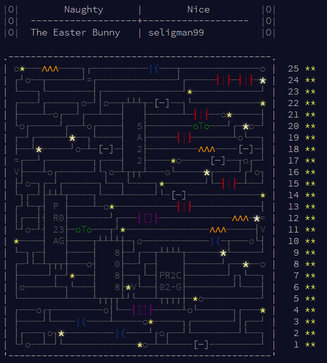 |O| Naughty | Nice |O|
|O| ---------------+--------------- |O|
|O| The Easter Bunny | seligman99 |O|
25 **
24 **
23 **
22 **
21 **
S 20 **
A 19 **
2 18 **
2 17 **
16 **
15 **
14 **
P 13 **
R0 12 **
23 11 **
AG 10 **
8 9 **
8 PR2C 8 **
8 02-G 7 **
8 6 **
5 **
4 **
3 **
2 **
1 **